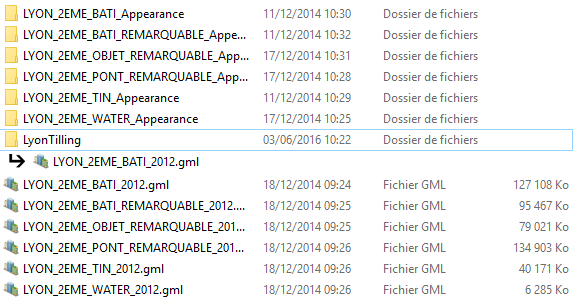 LYON_2EME_BATI_Appearance 11/12/2014 10:30 Dossier de fichiers
LYON_2EME_BATI_REMARQUABLE_Appe... 11/12/2014 10:30 Dossier de fichiers
LYON_2EME_OBJET_REMARQUABLE_App... 17/12/2014 10:31 Dossier de fichiers
LYON_2EME_PONT_REMARQUABLE_App... 17/12/2014 10:28 Dossier de fichiers
LYON_2EME_TIN_Appearance 11/12/2014 10:29 Dossier de fichiers
LYON_2EME_WATER_Appearance 17/12/2014 10:25 Dossier de fichiers
LyonTilling 03/06/2016 10:22 Dossier de fichiers
LYON_2EME_BATI_2012.gml
LYON_2EME_BATI_2012.gml 18/12/2014 09:24 Fichier GML 127 108 Ko
LYON_2EME_BATI_REMARQUABLE_2012.... 18/12/2014 09:25 Fichier GML 95 467 Ko
LYON_2EME_OBJET_REMARQUABLE_201... 18/12/2014 09:25 Fichier GML 79 021 Ko
LYON_2EME_PONT_REMARQUABLE_201... 18/12/2014 09:26 Fichier GML 134 903 Ko
LYON_2EME_TIN_2012.gml 18/12/2014 09:26 Fichier GML 40 171 Ko
LYON_2EME_WATER_2012.gml 18/12/2014 09:26 Fichier GML 6 285 Ko